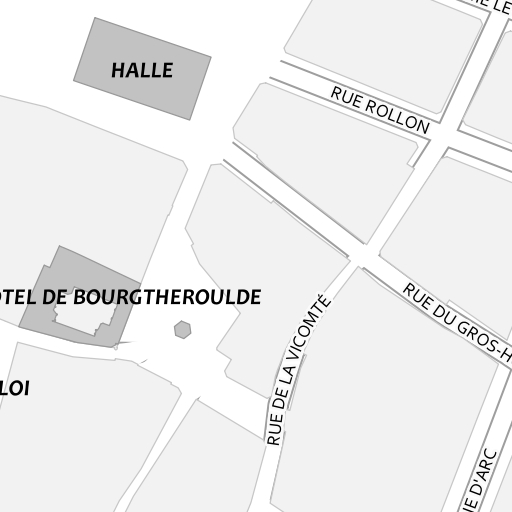 HALLE
RUE ROLLON
OTEL DE BOURGTHEROULDE
RUE DE LA VICOMTÉ
RUE DU GROS-H
LOI
E D'ARC